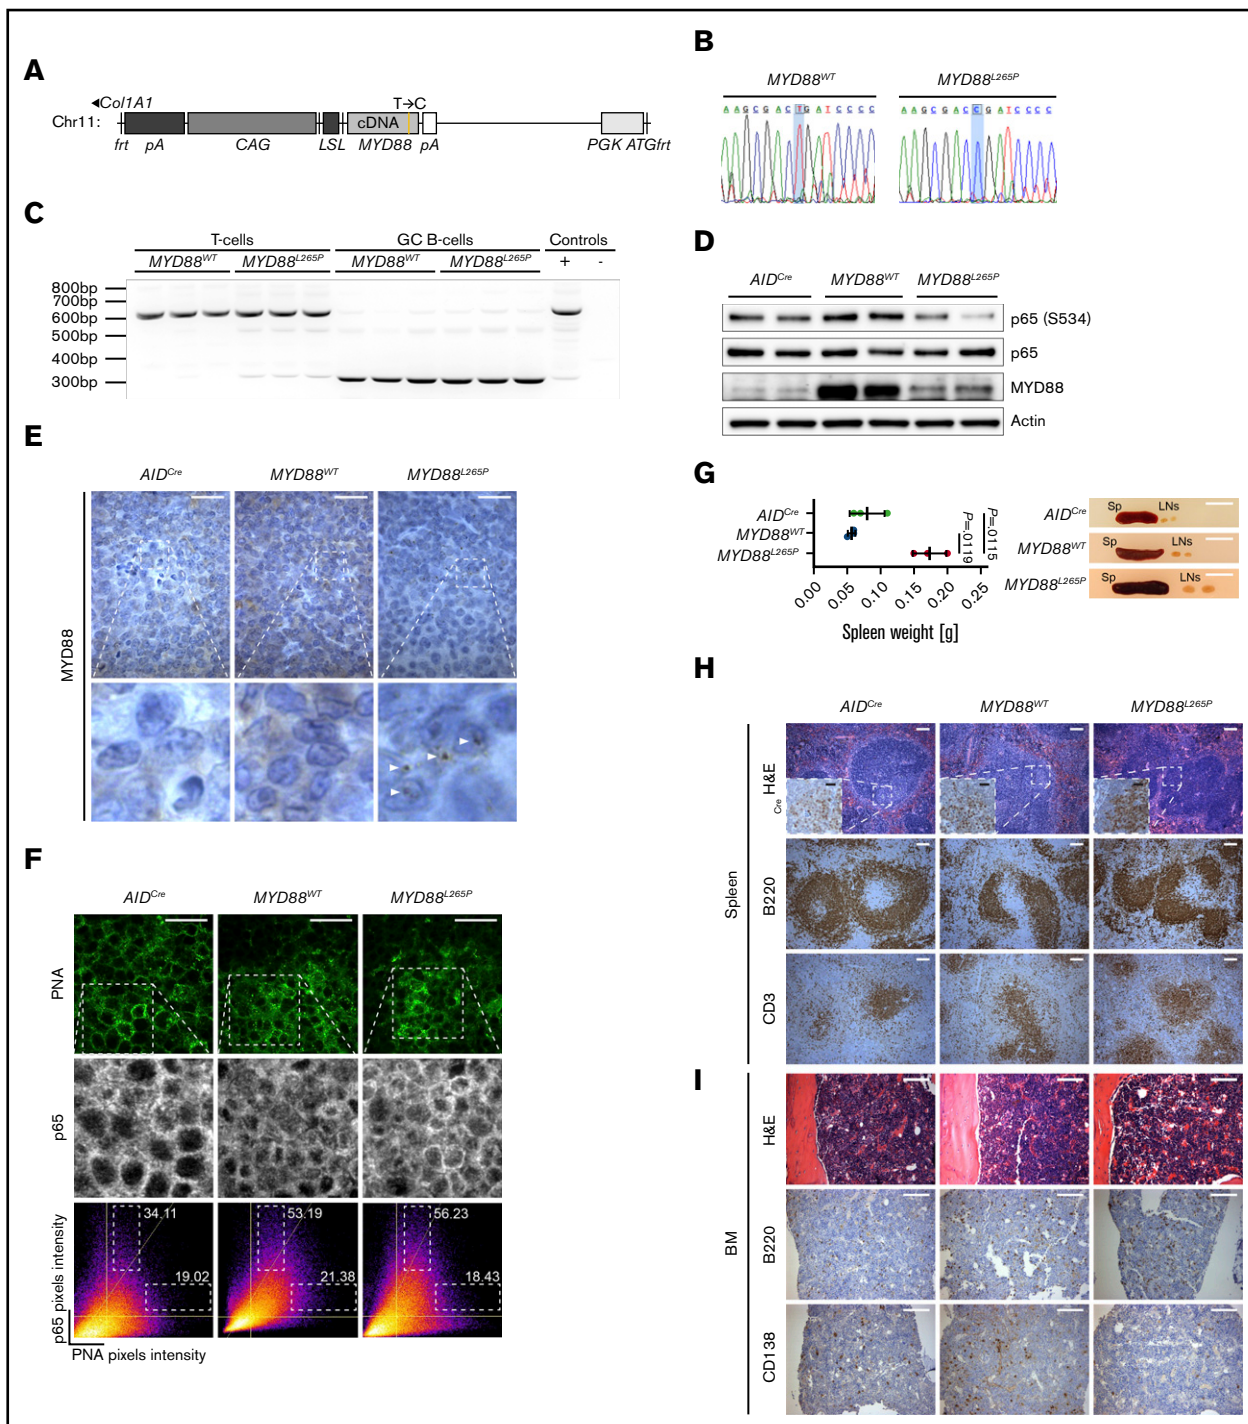 A
◄Col1A1
T→C
Chr11:
cDNA
frt pA CAG LSL MYD88 pA PGK ATGfrt
B
MYD88WT MYD88L265P
A A G C G A C T G A T C C C C A A G C G A C C G A T C C C C
C
T-cells GC B-cells Controls
MYD88WT MYD88L265P MYD88WT MYD88L265P + -
800bp
700bp
600bp
500bp
400bp
300bp
D
AIDCre MYD88WT MYD88L265P
p65 (S534)
p65
MYD88
Actin
E
AIDCre MYD88WT MYD88L265P
MYD88
F
AIDCre MYD88WT MYD88L265P
PNA
p65
p65 pixels intensity
34.11 53.19 56.23
19.02 21.38 18.43
PNA pixels intensity
G
AIDCre
MYD88WT
MYD88L265P
P=.0119
P=.0115
0.00 0.05 0.10 0.15 0.20 0.25
Spleen weight [g]
AIDCre Sp LNs
MYD88WT Sp LNs
MYD88L265P Sp LNs
H
AIDCre MYD88WT MYD88L265P
Spleen
H&E
Cre
B220
CD3
I
BM
H&E
B220
CD138